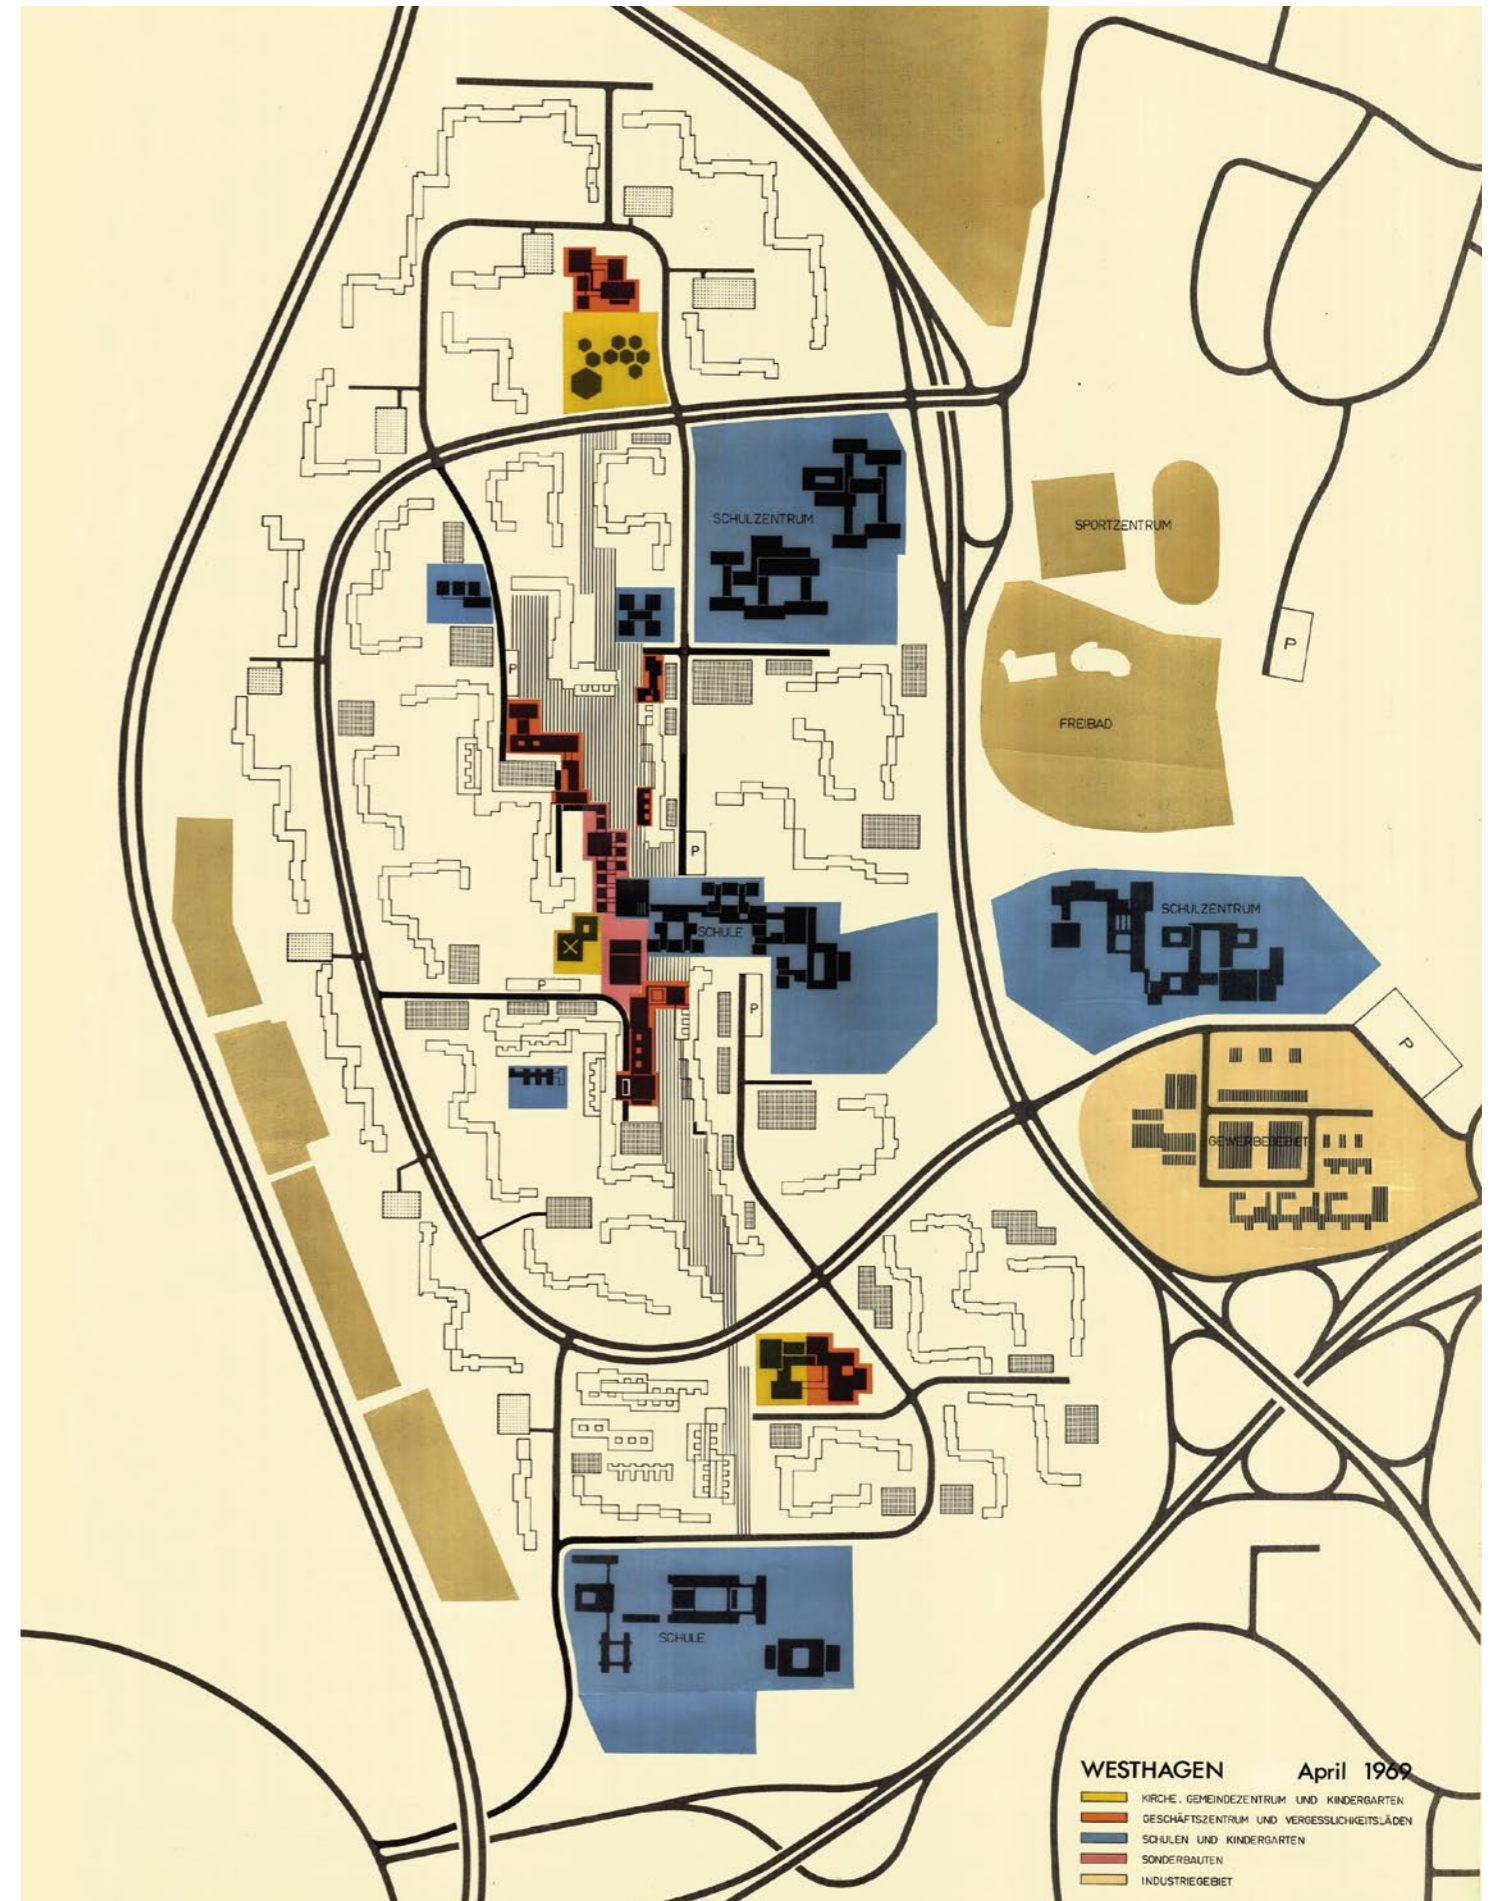 SCHULZENTRUM
SPORTZENTRUM
P
P
FREIBAD
P
SCHULZENTRUM
SCHULE
P
P
P
GEWERBEGEBIET
SCHULE
WESTHAGEN April 1969
KIRCHE, GEMEINDEZENTRUM UND KINDERGARTEN
GESCHÄFTSZENTRUM UND VERGESSLICHKEITSLÄDEN
SCHULEN UND KINDERGARTEN
SONDERBAUTEN
INDUSTRIEGEBIET